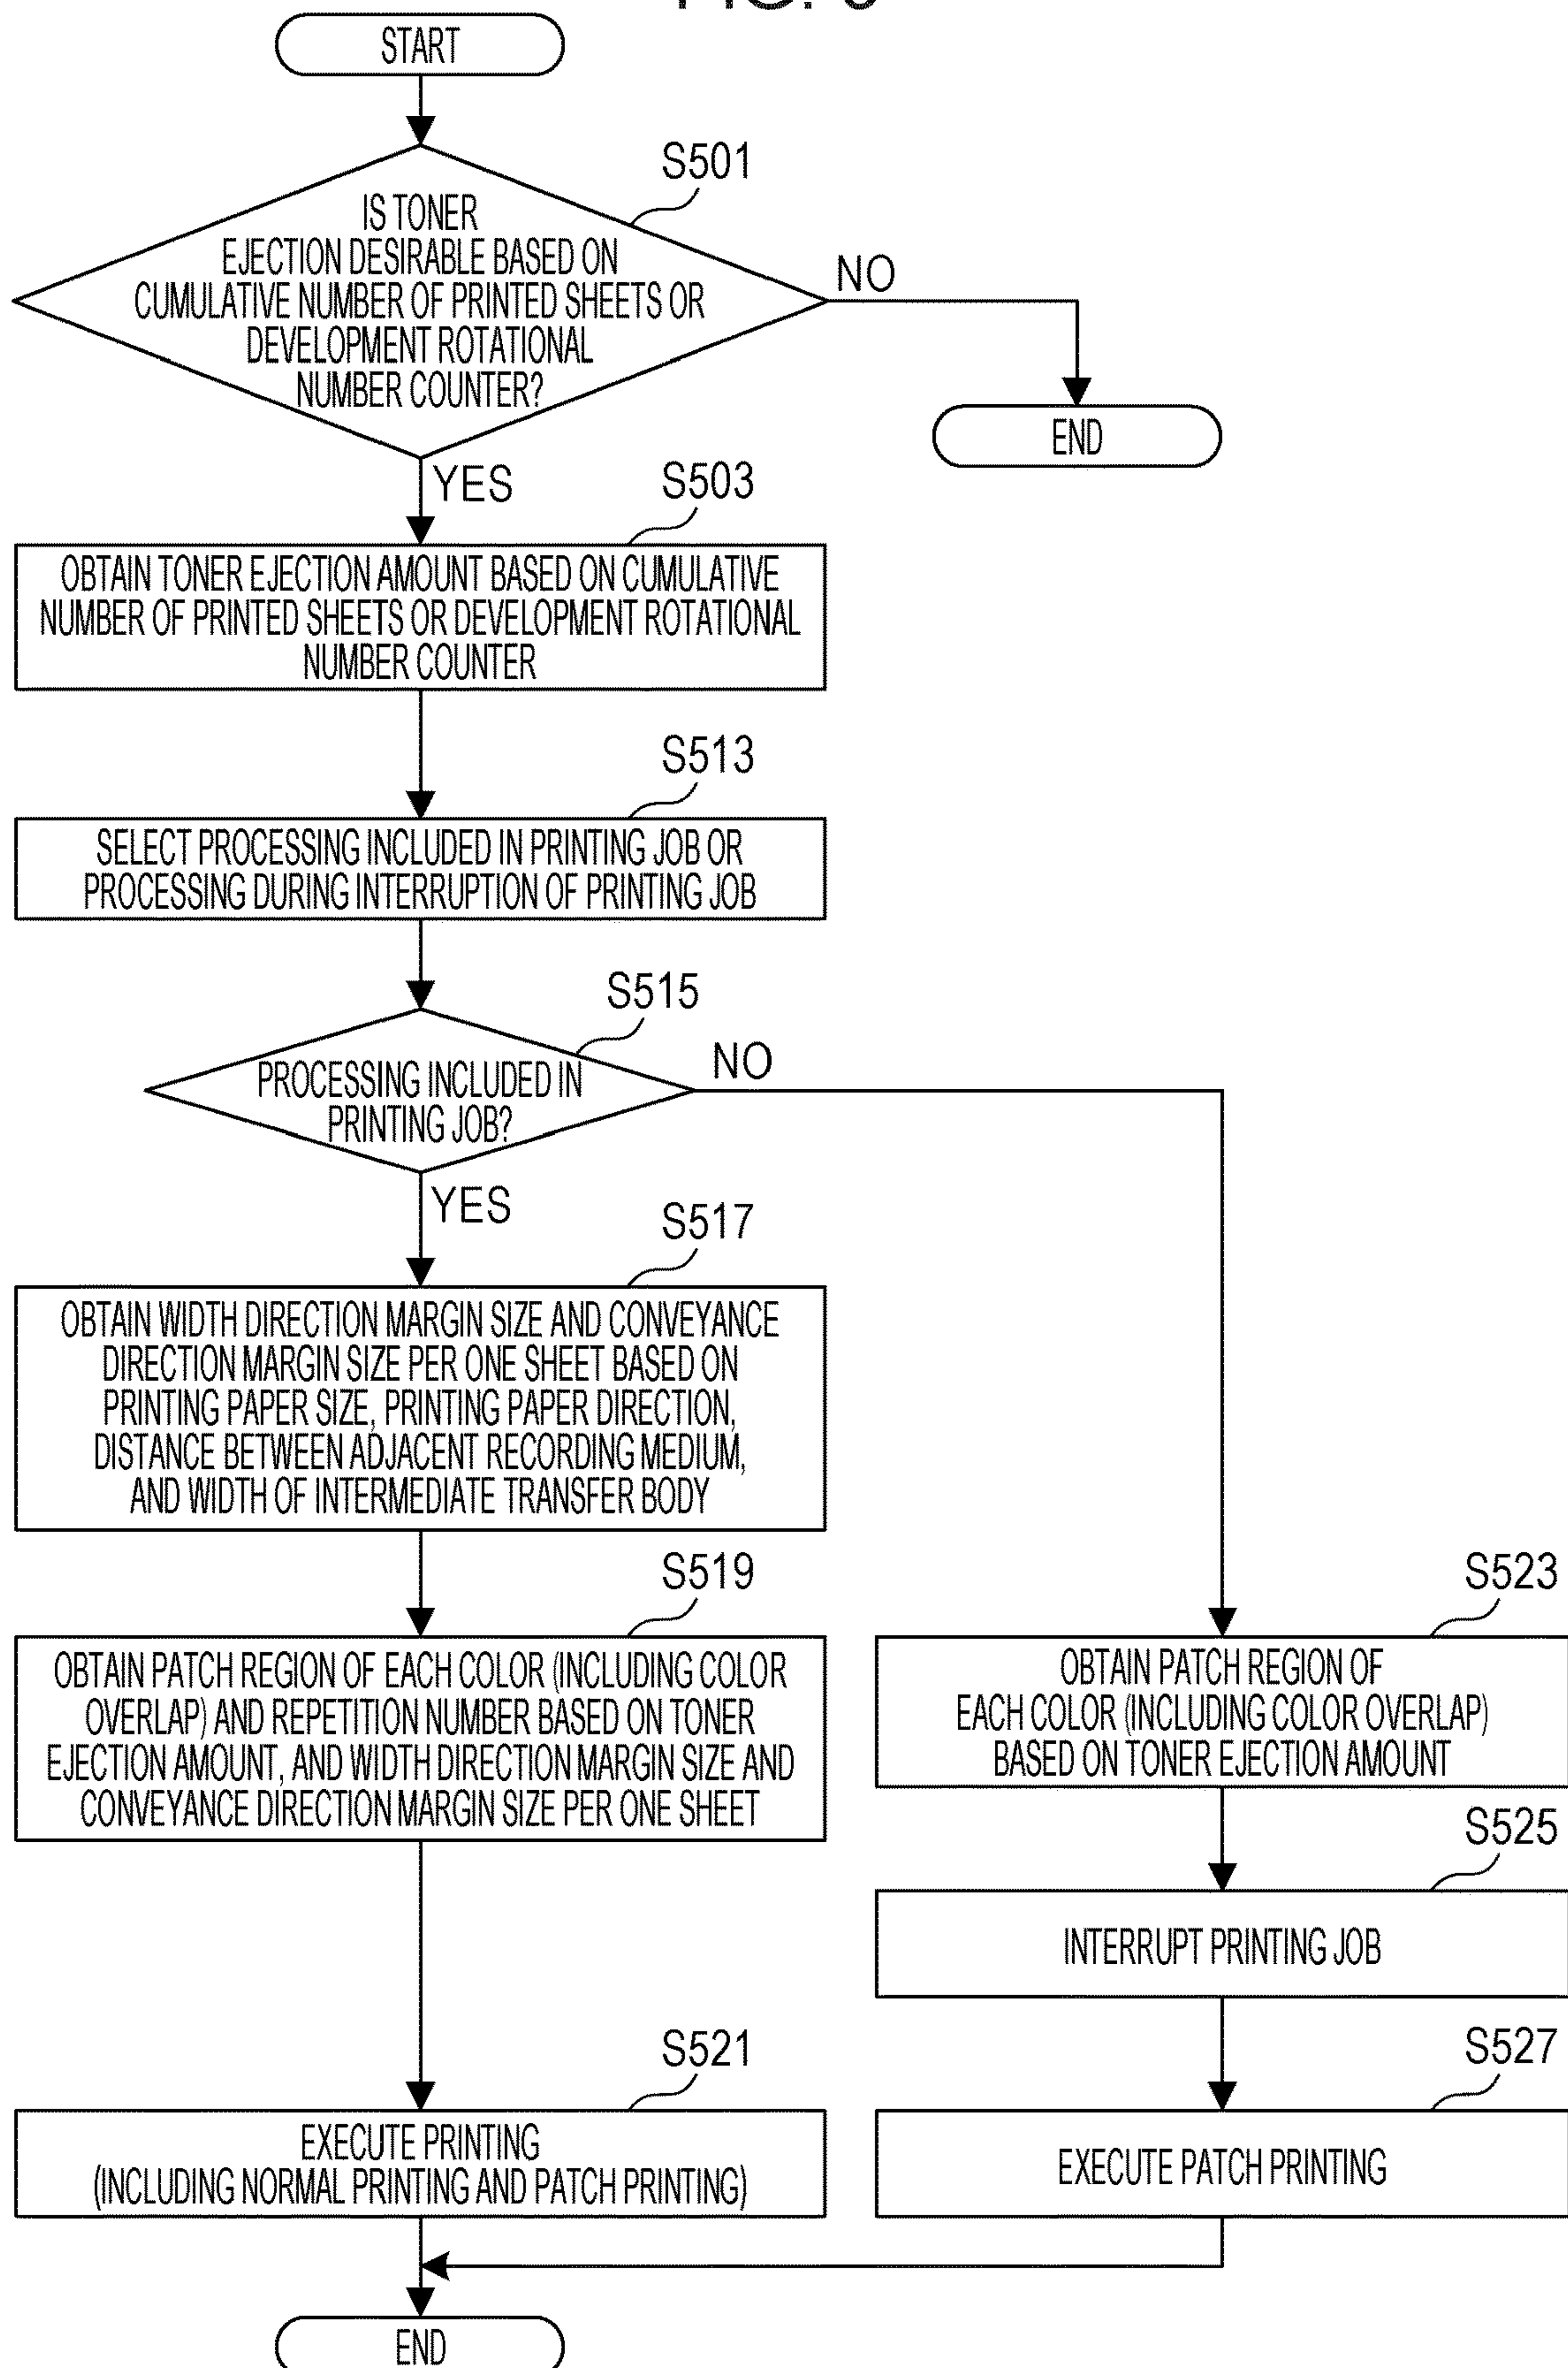 START
S501
IS TONER
EJECTION DESIRABLE BASED ON
CUMULATIVE NUMBER OF PRINTED SHEETS OR
DEVELOPMENT ROTATIONAL
NUMBER COUNTER?
NO
END
YES
S503
OBTAIN TONER EJECTION AMOUNT BASED ON CUMULATIVE
NUMBER OF PRINTED SHEETS OR DEVELOPMENT ROTATIONAL
NUMBER COUNTER
S513
SELECT PROCESSING INCLUDED IN PRINTING JOB OR
PROCESSING DURING INTERRUPTION OF PRINTING JOB
S515
PROCESSING INCLUDED IN
PRINTING JOB?
NO
YES
S517
OBTAIN WIDTH DIRECTION MARGIN SIZE AND CONVEYANCE
DIRECTION MARGIN SIZE PER ONE SHEET BASED ON
PRINTING PAPER SIZE, PRINTING PAPER DIRECTION,
DISTANCE BETWEEN ADJACENT RECORDING MEDIUM,
AND WIDTH OF INTERMEDIATE TRANSFER BODY
S519
OBTAIN PATCH REGION OF EACH COLOR (INCLUDING COLOR
OVERLAP) AND REPETITION NUMBER BASED ON TONER
EJECTION AMOUNT, AND WIDTH DIRECTION MARGIN SIZE AND
CONVEYANCE DIRECTION MARGIN SIZE PER ONE SHEET
S523
OBTAIN PATCH REGION OF
EACH COLOR (INCLUDING COLOR OVERLAP)
BASED ON TONER EJECTION AMOUNT
S525
INTERRUPT PRINTING JOB
S521
EXECUTE PRINTING
(INCLUDING NORMAL PRINTING AND PATCH PRINTING)
S527
EXECUTE PATCH PRINTING
END